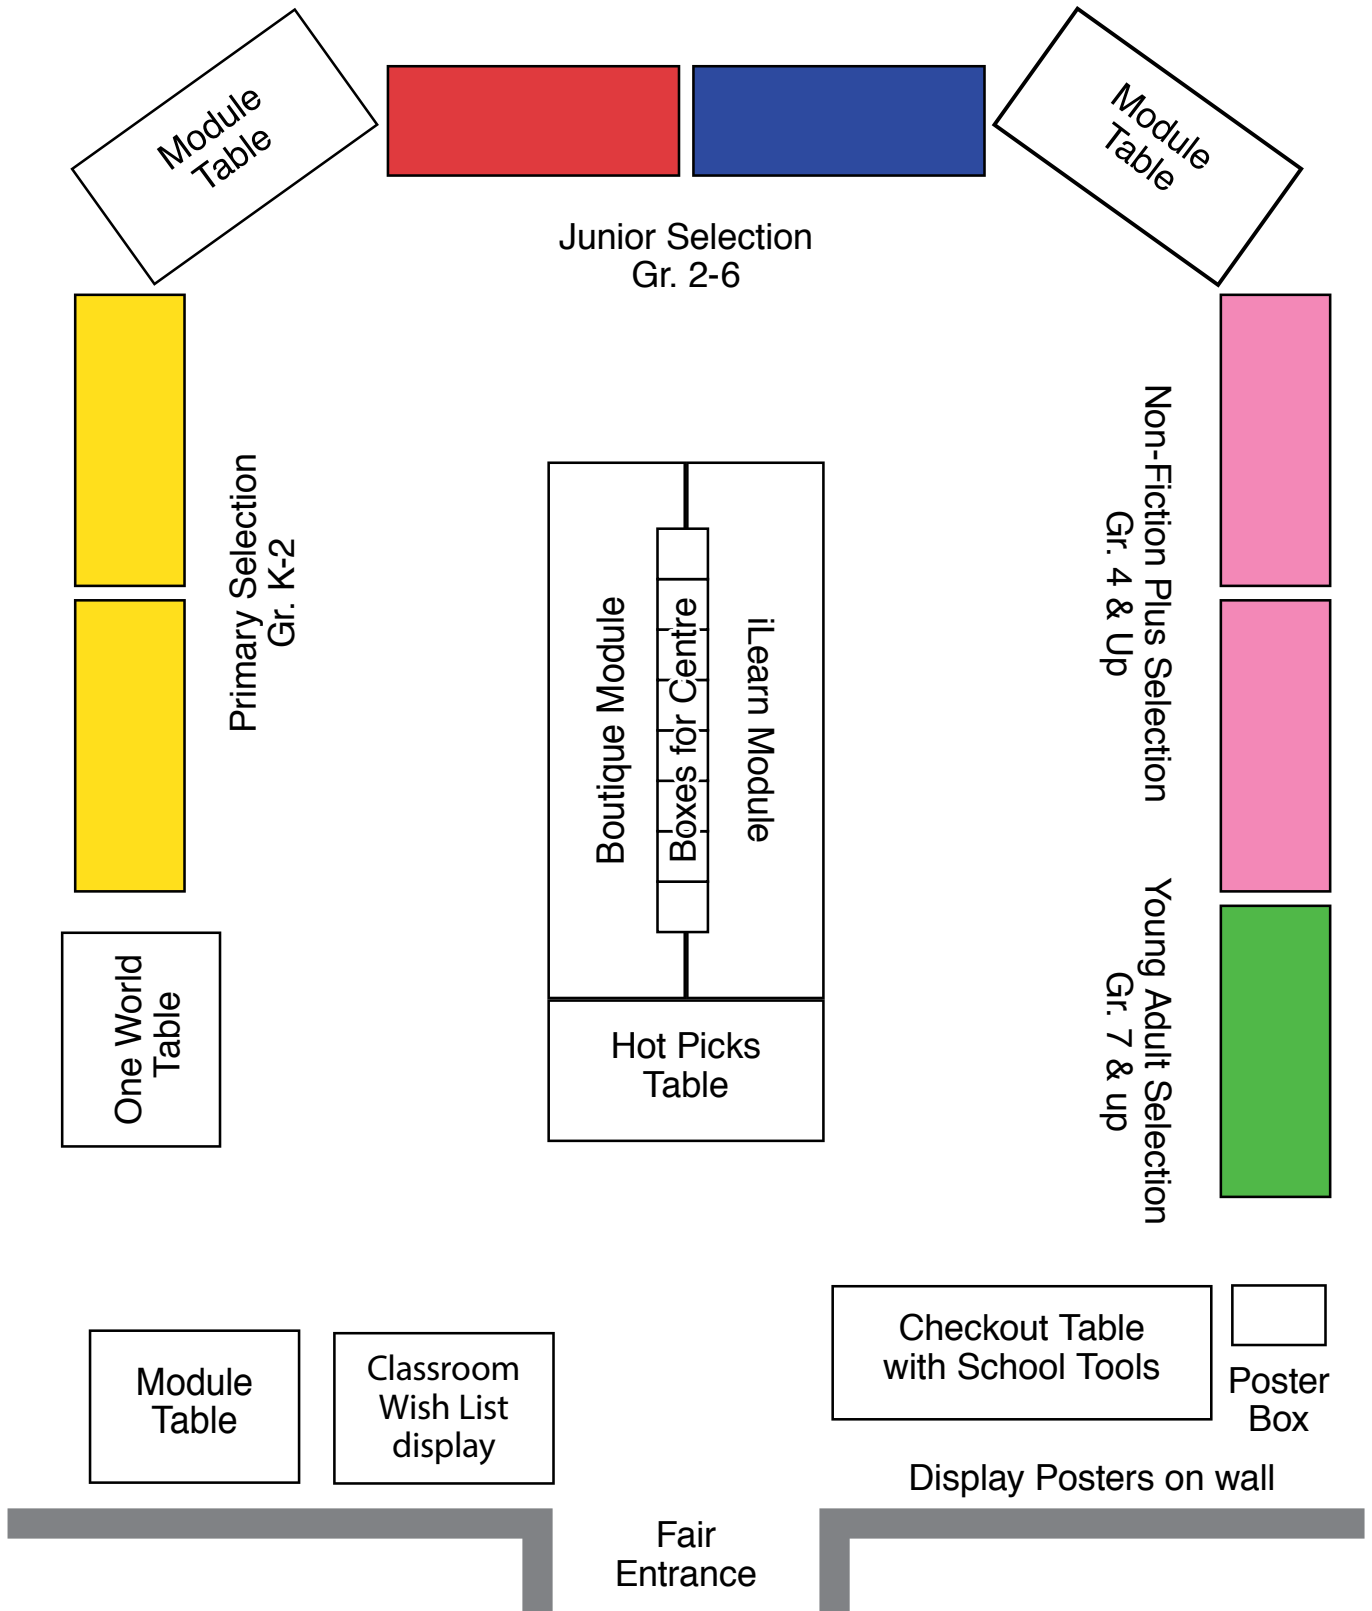 Module
Table
Module
Table
Junior Selection
Gr. 2-6
Primary Selection
Gr. K-2
Boutique Module
Boxes for Centre
iLearn Module
Non-Fiction Plus Selection
Gr. 4 & Up
One World
Table
Hot Picks
Table
Young Adult Selection
Gr. 7 & up
Module
Table
Classroom
Wish List
display
Checkout Table
with School Tools
Poster
Box
Display Posters on wall
Fair
Entrance